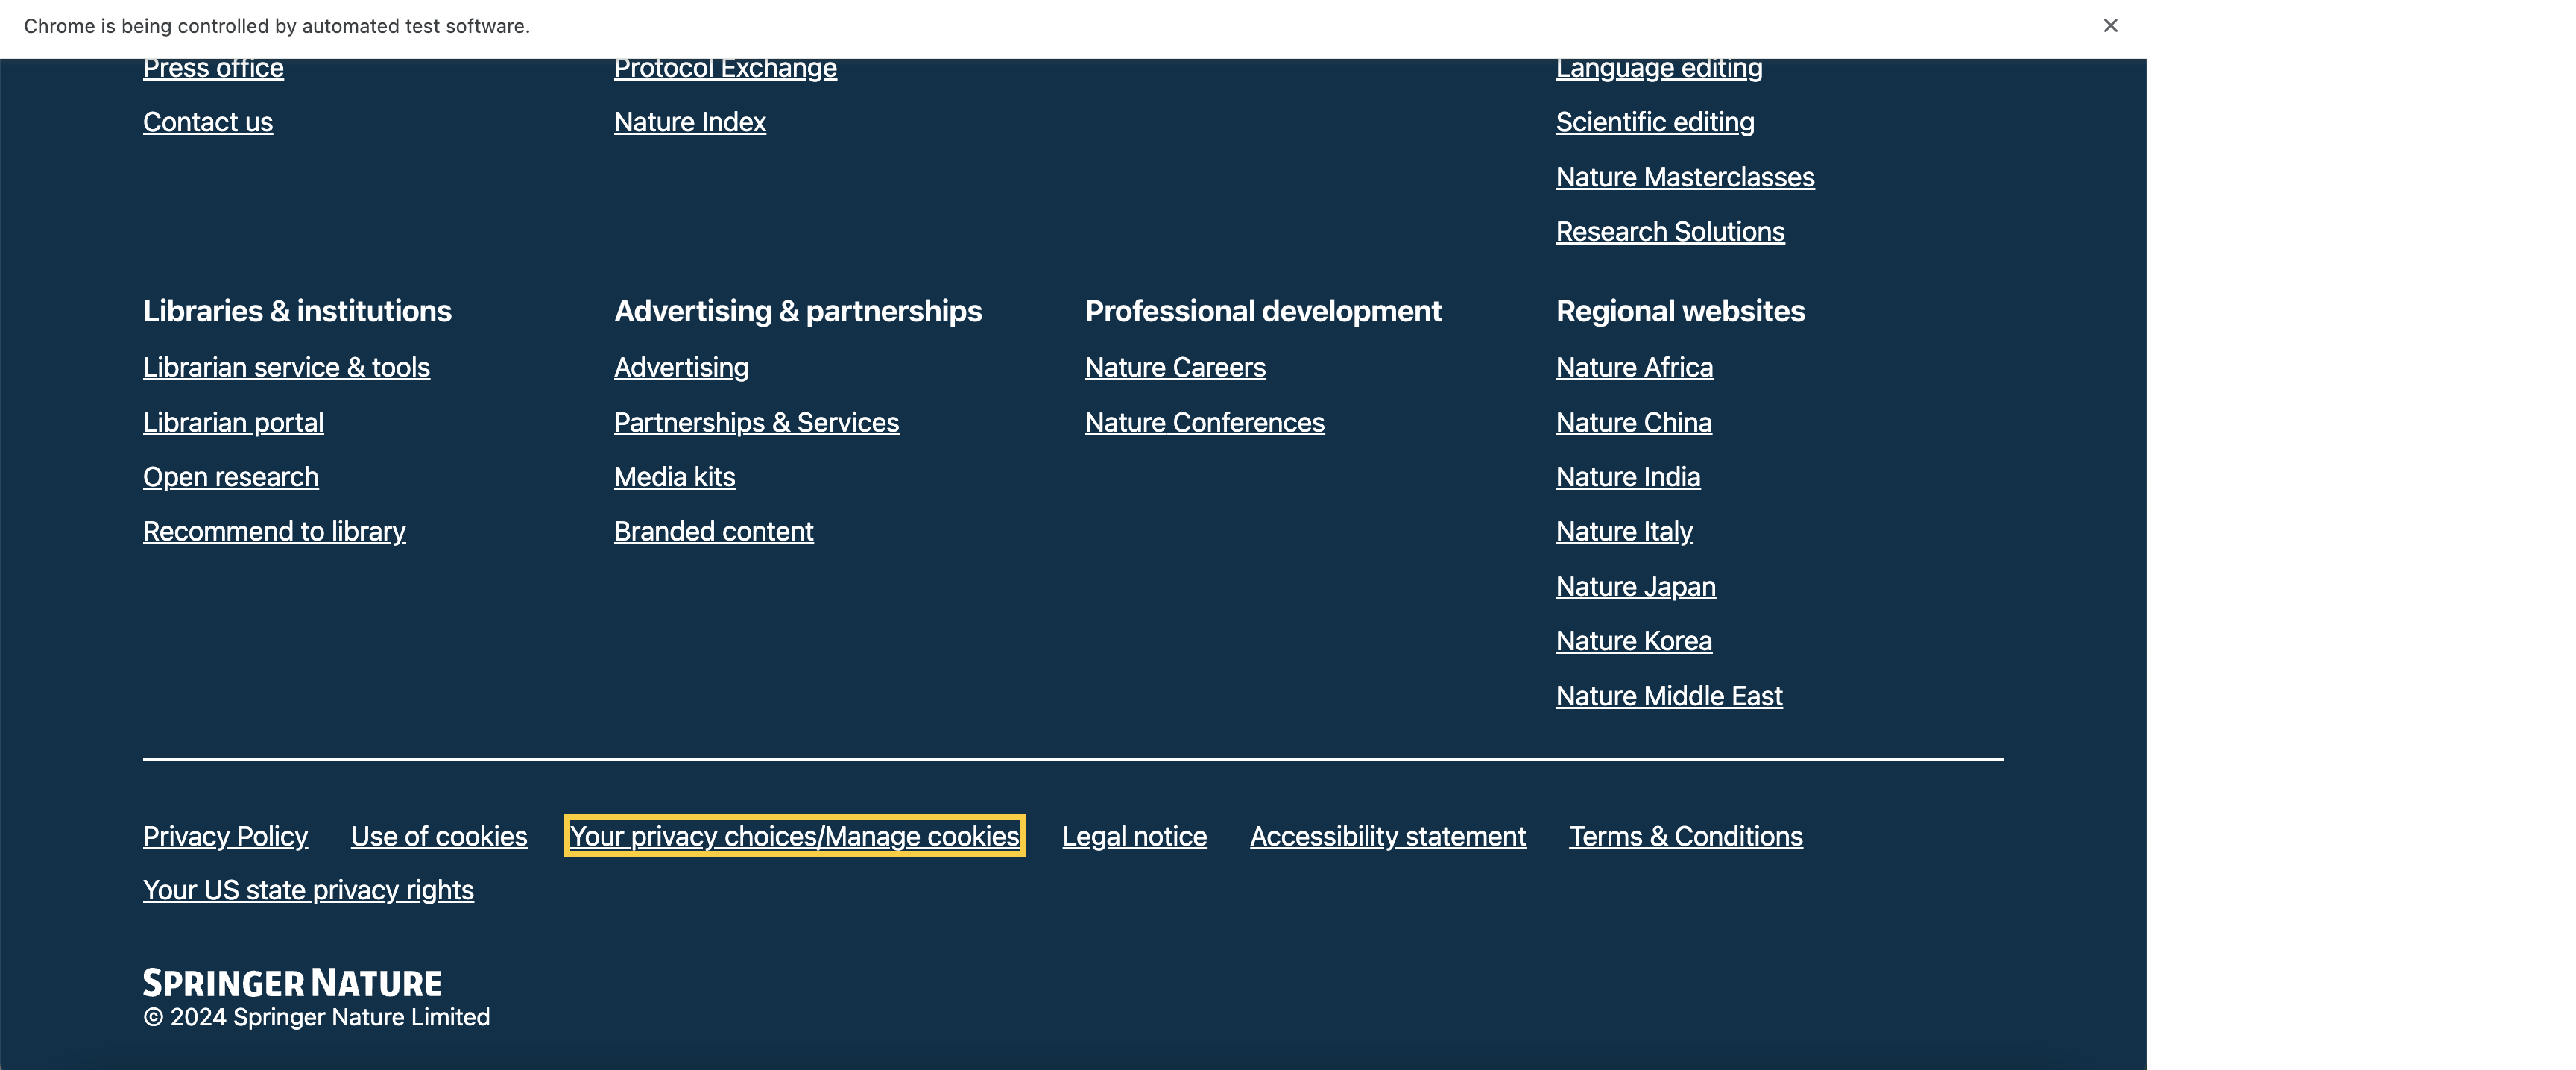 Chrome is being controlled by automated test software.
Press office
Contact us
Protocol Exchange
Nature Index
Language editing
Scientific editing
Nature Masterclasses
Research Solutions
Libraries & institutions
Librarian service & tools
Librarian portal
Open research
Recommend to library
Advertising & partnerships
Advertising
Partnerships & Services
Media kits
Branded content
Professional development
Nature Careers
Nature Conferences
Regional websites
Nature Africa
Nature China
Nature India
Nature Italy
Nature Japan
Nature Korea
Nature Middle East
Privacy Policy Use of cookies Your privacy choices/Manage cookies Legal notice Accessibility statement Terms & Conditions
Your US state privacy rights
SPRINGER NATURE
© 2024 Springer Nature Limited